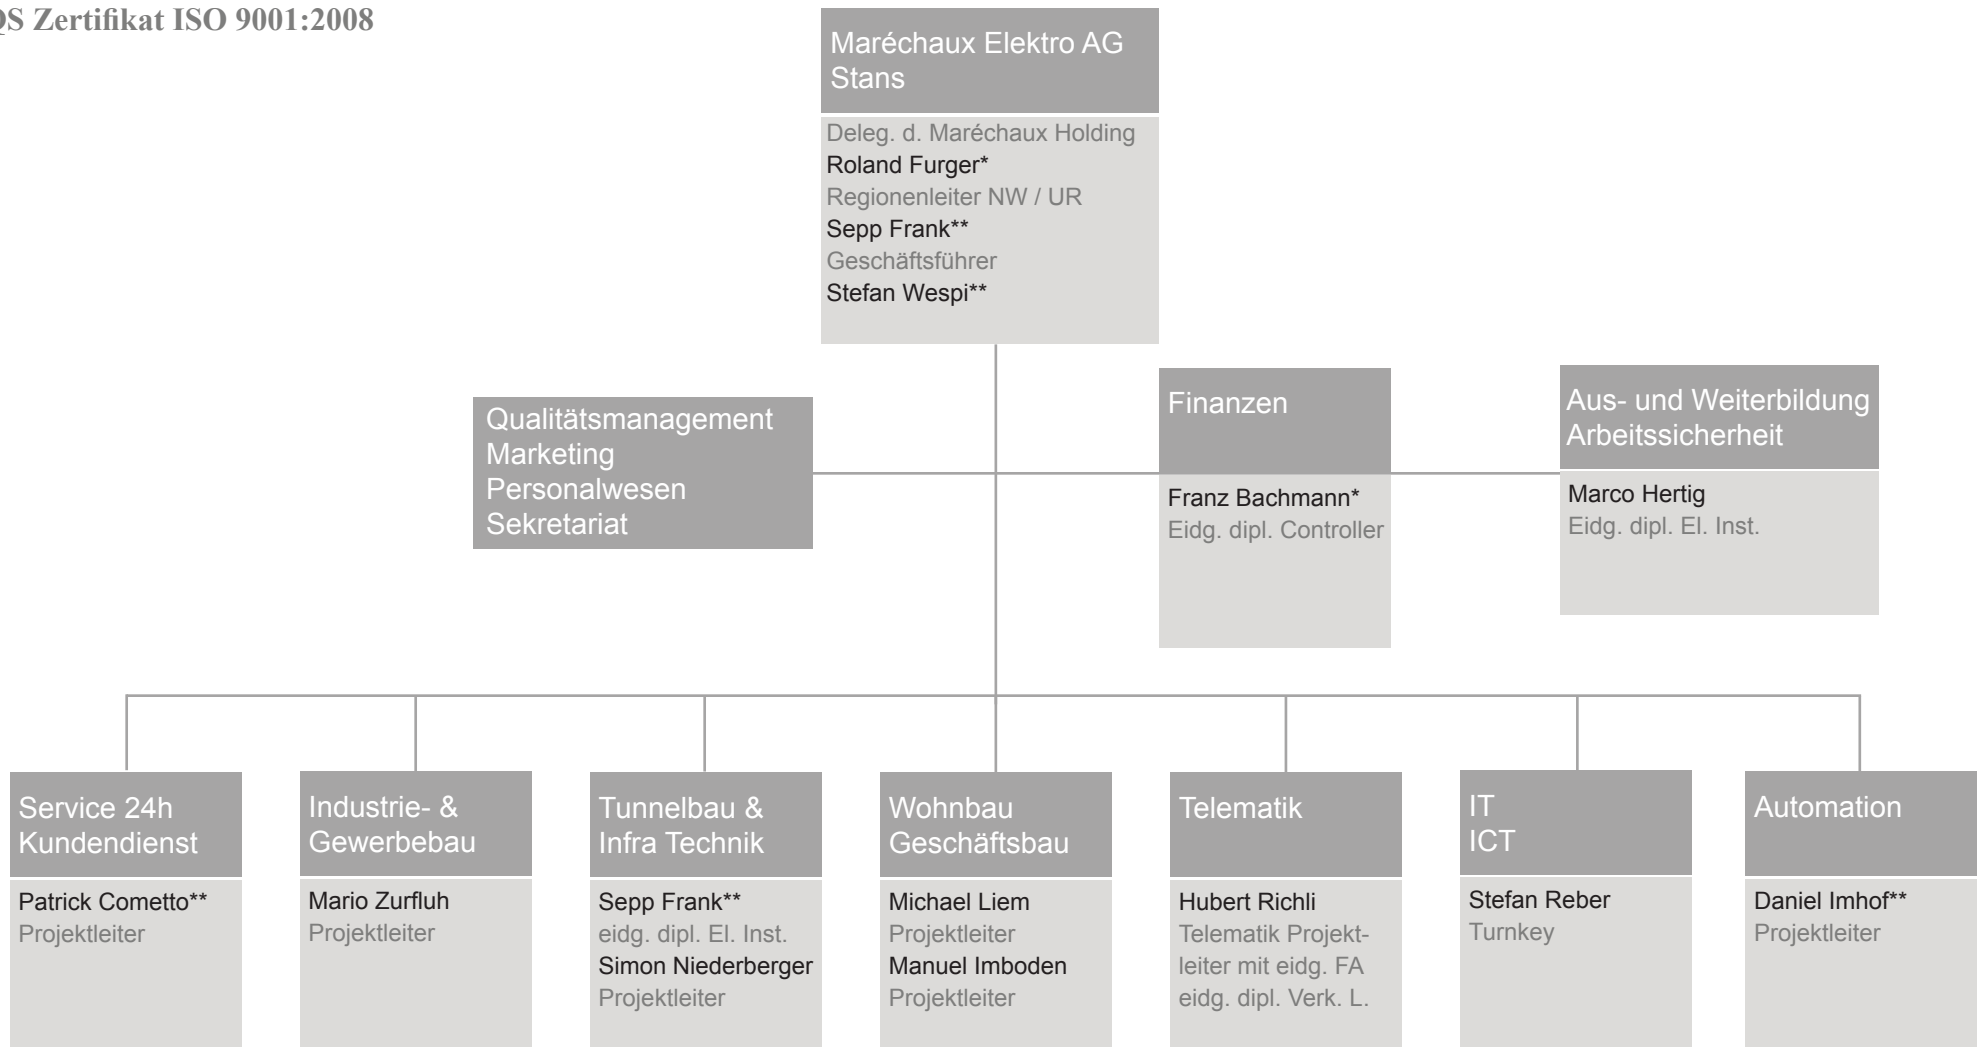 Zertifikat ISO 9001:2008
Maréchaux Elektro AG
Stans
Deleg. d. Maréchaux Holding
Roland Furger*
Regionenleiter NW / UR
Sepp Frank**
Geschäftsführer
Stefan Wespi**
Qualitätsmanagement
Marketing
Personalwesen
Sekretariat
Finanzen
Franz Bachmann*
Eidg. dipl. Controller
Aus- und Weiterbildung
Arbeitssicherheit
Marco Hertig
Eidg. dipl. El. Inst.
Service 24h
Kundendienst
Patrick Cometto**
Projektleiter
Industrie- &
Gewerbebau
Mario Zurfluh
Projektleiter
Tunnelbau &
Infra Technik
Sepp Frank**
eidg. dipl. El. Inst.
Simon Niederberger
Projektleiter
Wohnbau
Geschäftsbau
Michael Liem
Projektleiter
Manuel Imboden
Projektleiter
Telematik
Hubert Richli
Telematik Projekt-
leiter mit eidg. FA
eidg. dipl. Verk. L.
IT
ICT
Stefan Reber
Turnkey
Automation
Daniel Imhof**
Projektleiter